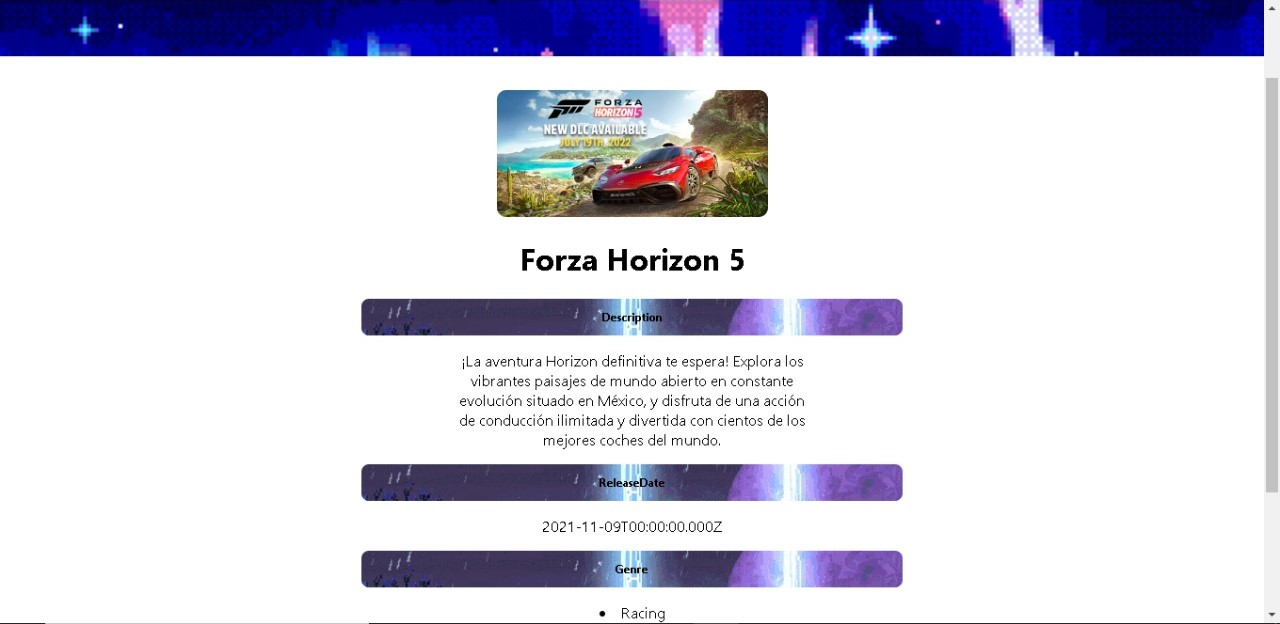 FORZA
HORIZON 5
NEW DLC AVAILABLE
JULY 19TH, 2022
Forza Horizon 5
Description
¡La aventura Horizon definitiva te espera! Explora los
vibrantes paisajes de mundo abierto en constante
evolución situado en México, y disfruta de una acción
de conducción ilimitada y divertida con cientos de los
mejores coches del mundo.
ReleaseDate
2021-11-09T00:00:00.000Z
Genre
• Racing